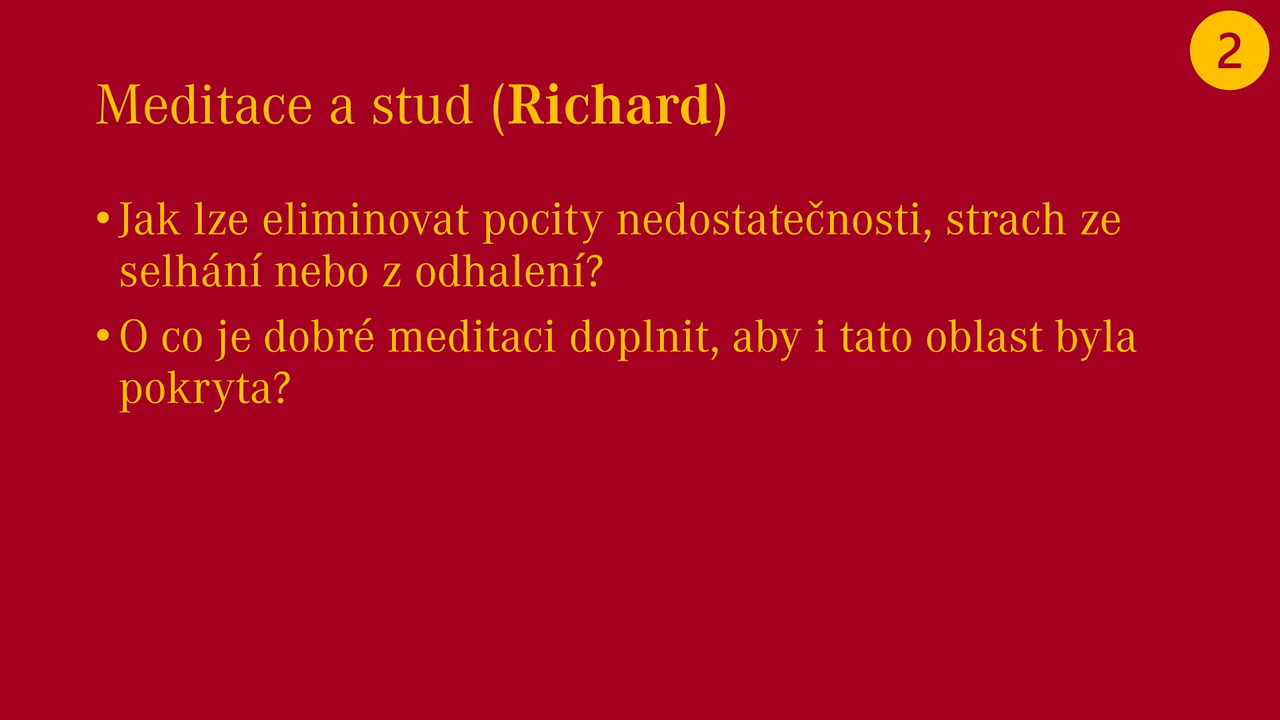 2
Meditace a stud (Richard)
• Jak lze eliminovat pocity nedostatečnosti, strach ze
selhání nebo z odhalení?
• O co je dobré meditaci doplnit, aby i tato oblast byla
pokryta?